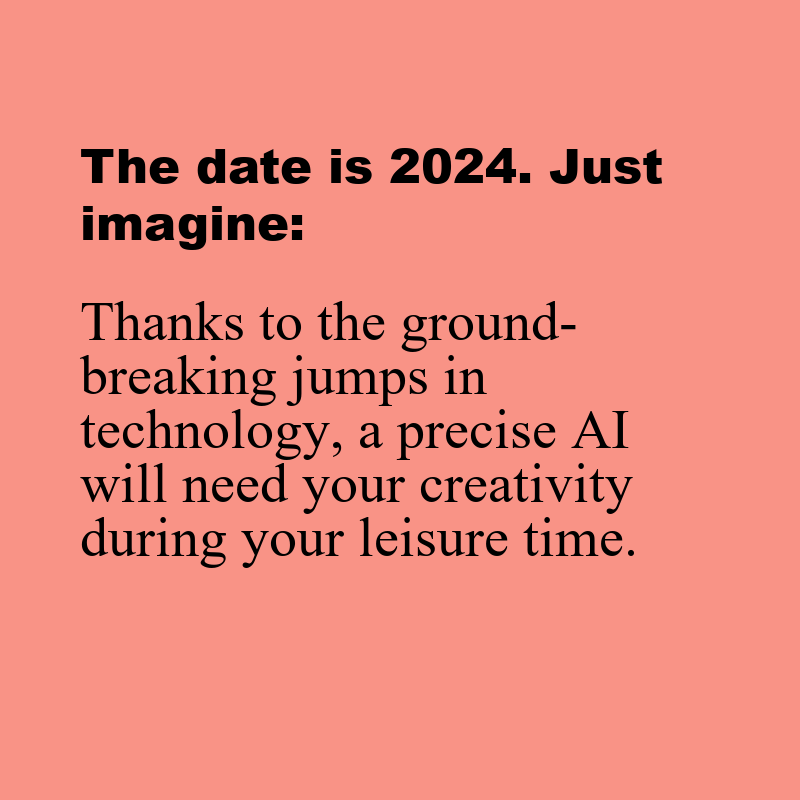 The date is 2024. Just
imagine:
Thanks to the ground-
breaking jumps in
technology, a precise AI
will need your creativity
during your leisure time.